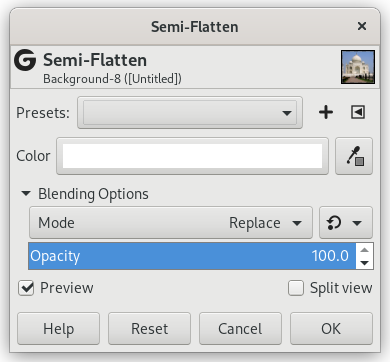 Semi-Flatten
Semi-Flatten
Background-8 ([Untitled])
Presets:
Color
Blending Options
Mode Replace
Opacity 100.0
Preview Split view
Help Reset Cancel OK